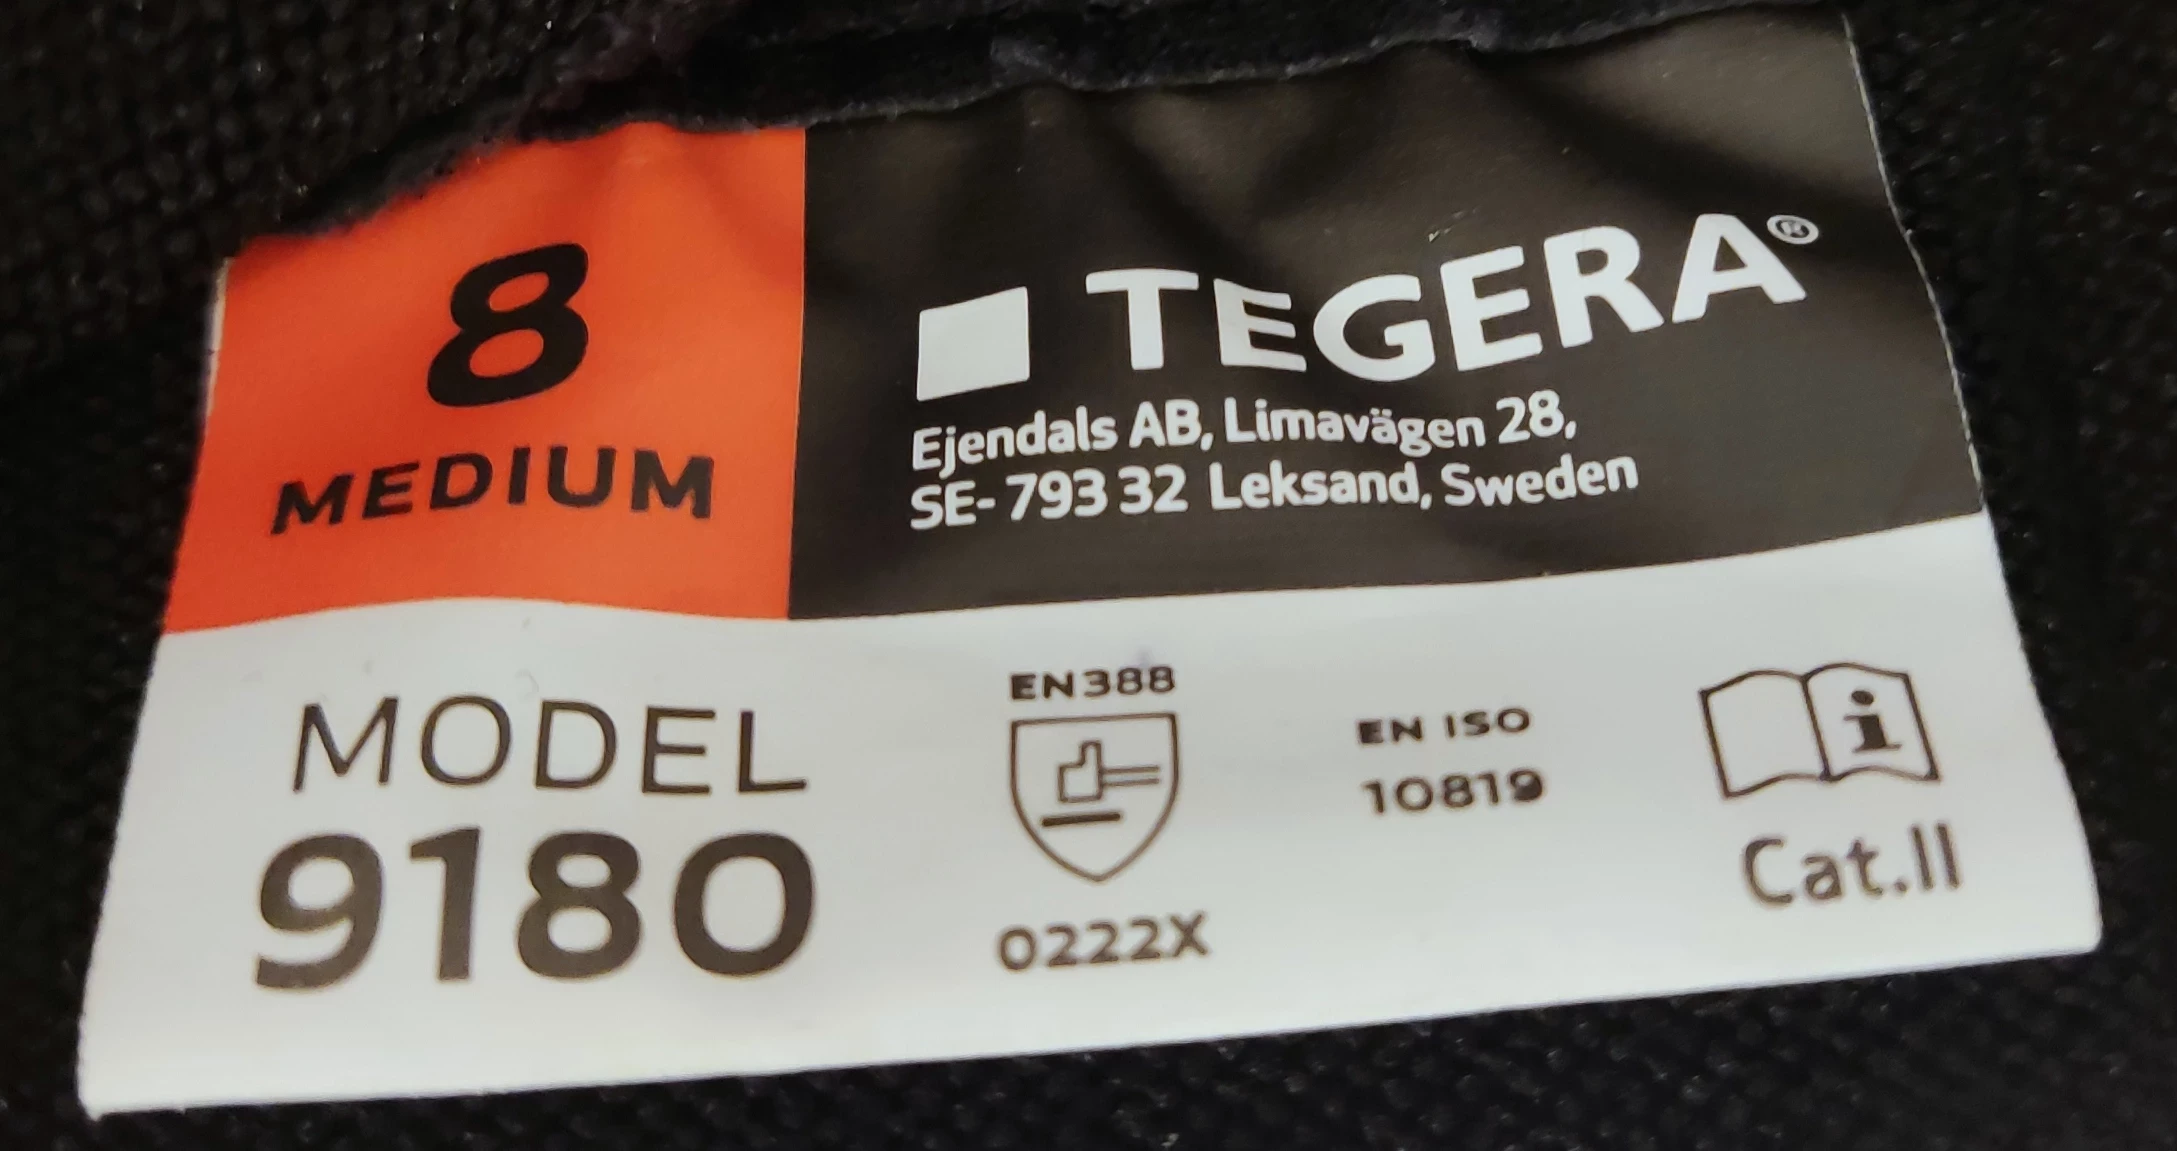 8
MEDIUM
TEGERA®
Ejendals AB, Limavägen 28,
SE-793 32 Leksand, Sweden
MODEL
9180
EN388
0222X
EN ISO
10819
i
Cat.II